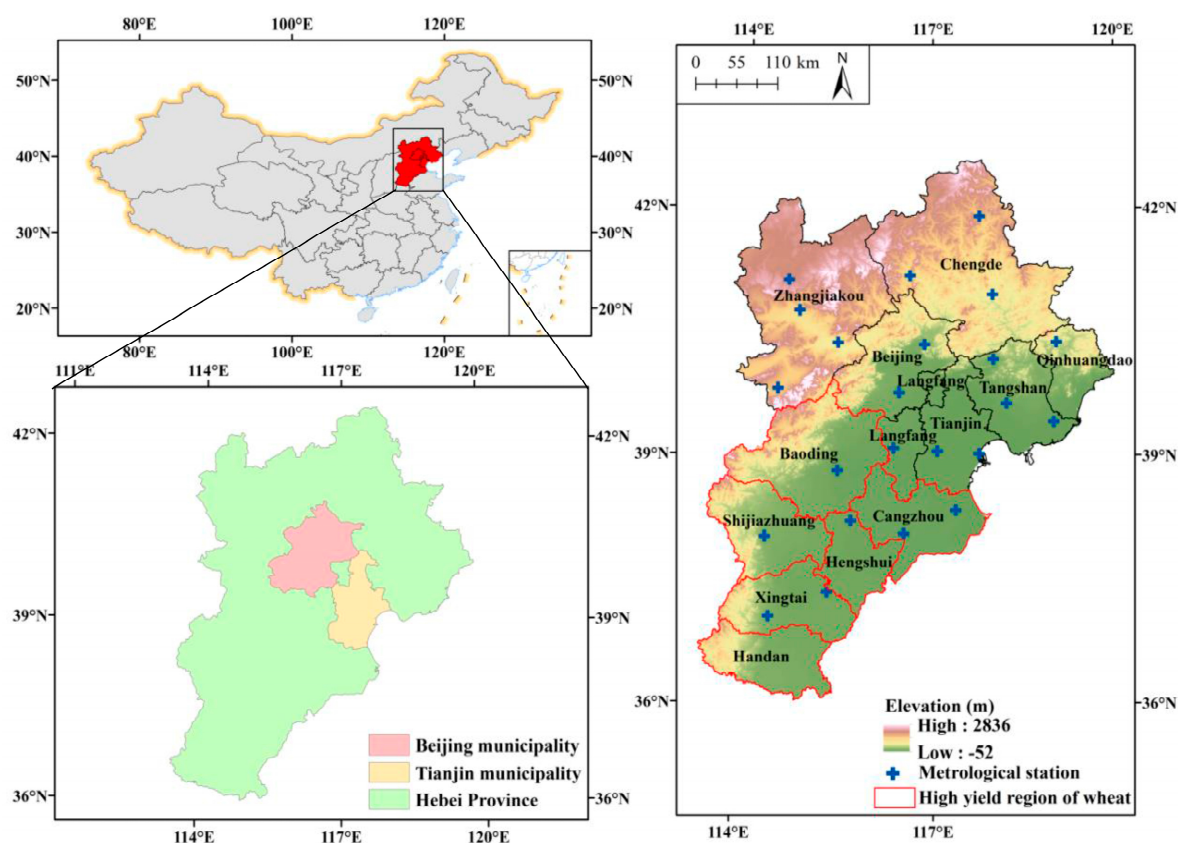 80°E 100°E 120°E
50°N 50°N
40°N 40°N
30°N 30°N
20°N 20°N
80°E 100°E 120°E
111°E 114°E 117°E 120°E
42°N 42°N
39°N 39°N
36°N 36°N
Beijing municipality
Tianjin municipality
Hebei Province
114°E 117°E 120°E
114°E 117°E 120°E
0 55 110 km
N
42°N 42°N
Chengde
Zhangjiakou
Beijing
Qinhuangdao
Langfang
Tangshan
Tianjin
Langfang
39°N 39°N
Baoding
Shijiazhuang
Cangzhou
Hengshui
Xingtai
Handan
36°N 36°N
Elevation (m)
High : 2836
Low : -52
Metrological station
High yield region of wheat
114°E 117°E